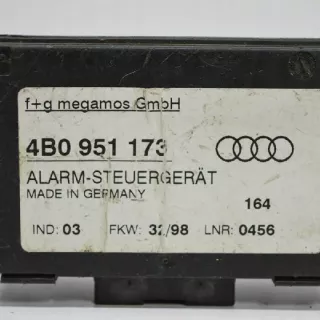 f+g megamos GmbH
4B0 951 173
ALARM-STEUERGERÄT
MADE IN GERMANY
164
IND: 03 FKW: 32/98 LNR: 0456